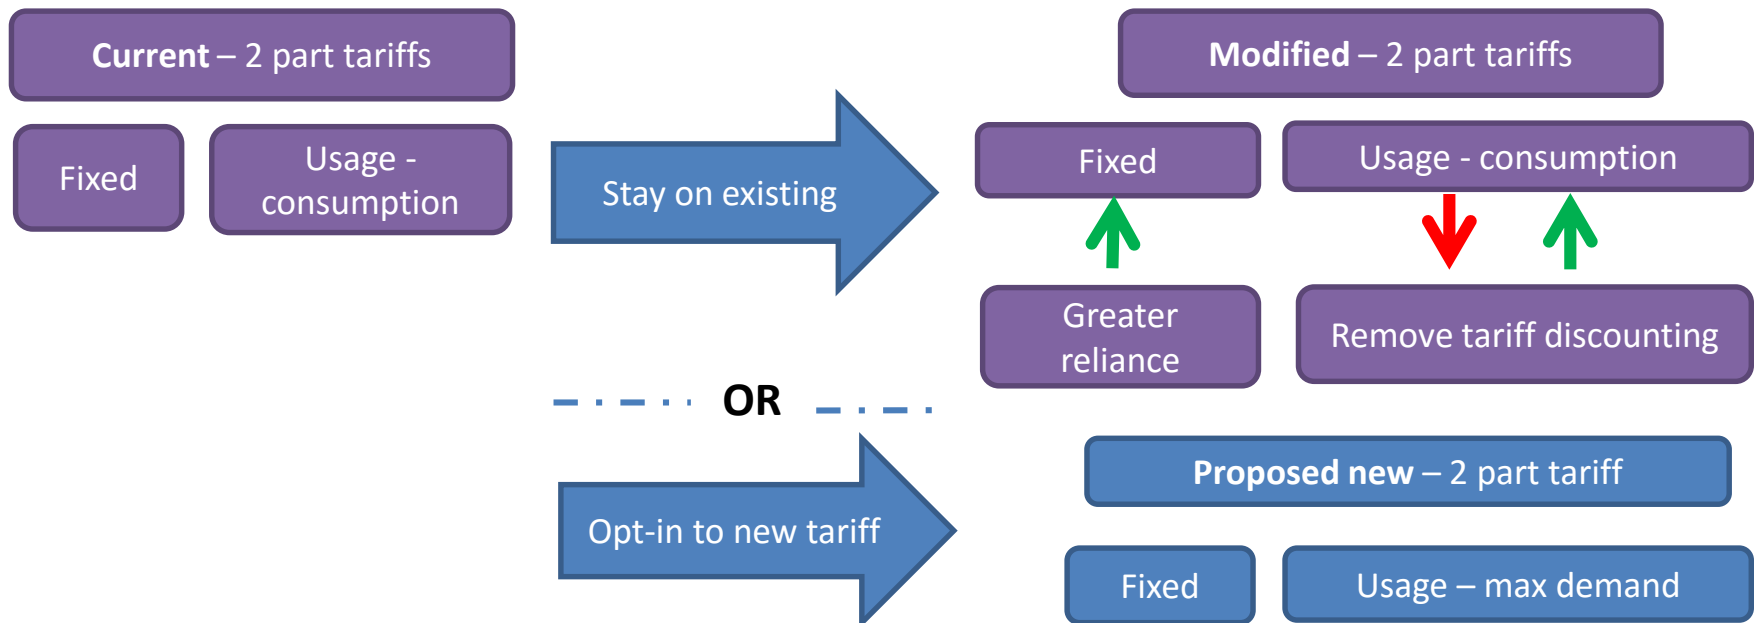 Current – 2 part tariffs
Fixed
Usage -
consumption
Stay on existing
Modified – 2 part tariffs
Fixed
Usage - consumption
Greater
reliance
Remove tariff discounting
OR
Opt-in to new tariff
Proposed new – 2 part tariff
Fixed
Usage – max demand